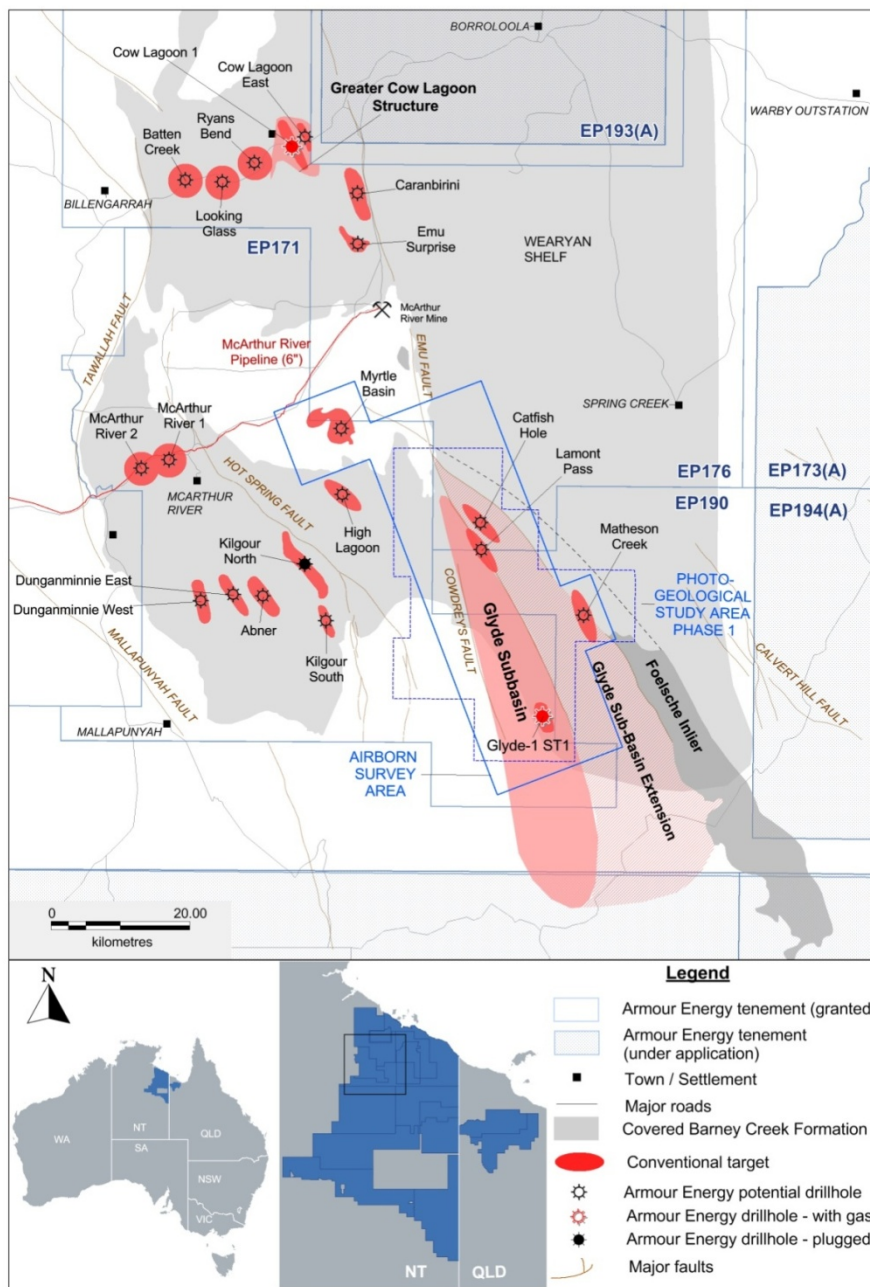 BORROLOOLA
Cow Lagoon 1
Cow Lagoon
East
Greater Cow Lagoon
Structure
Ryans
Bend
Batten
Creek
EP193(A)
WARBY OUTSTATION
BILLENGARRAH
Looking
Glass
Caranbirini
EP171
Emu
Surprise
WEARYAN
SHELF
TAWALLAH FAULT
McArthur
River Mine
McArthur River
Pipeline (6")
EMU FAULT
Myrtle
Basin
McArthur
River 2
McArthur
River 1
Catfish
Hole
SPRING CREEK
Lamont
Pass
EP176
EP173(A)
MCARTHUR
RIVER
HOT SPRING FAULT
EP190
EP194(A)
High
Lagoon
Matheson
Creek
Kilgour
North
Dunganminnie East
Dunganminnie West
Abner
PHOTO-
GEOLOGICAL
STUDY AREA
PHASE 1
COWDREY'S FAULT
Glyde Subbasin
Kilgour
South
MALLAPUNYAH FAULT
Glyde Sub-Basin Extension
Foelsche Inlier
CALVERT HILL FAULT
MALLAPUNYAH
Glyde-1 ST1
AIRBORN
SURVEY
AREA
0 20.00
kilometres
N
WA
NT
QLD
SA
NSW
VIC
NT QLD
Legend
Armour Energy tenement (granted)
Armour Energy tenement
(under application)
Town / Settlement
Major roads
Covered Barney Creek Formation
Conventional target
Armour Energy potential drillhole
Armour Energy drillhole - with gas
Armour Energy drillhole - plugged
Major faults